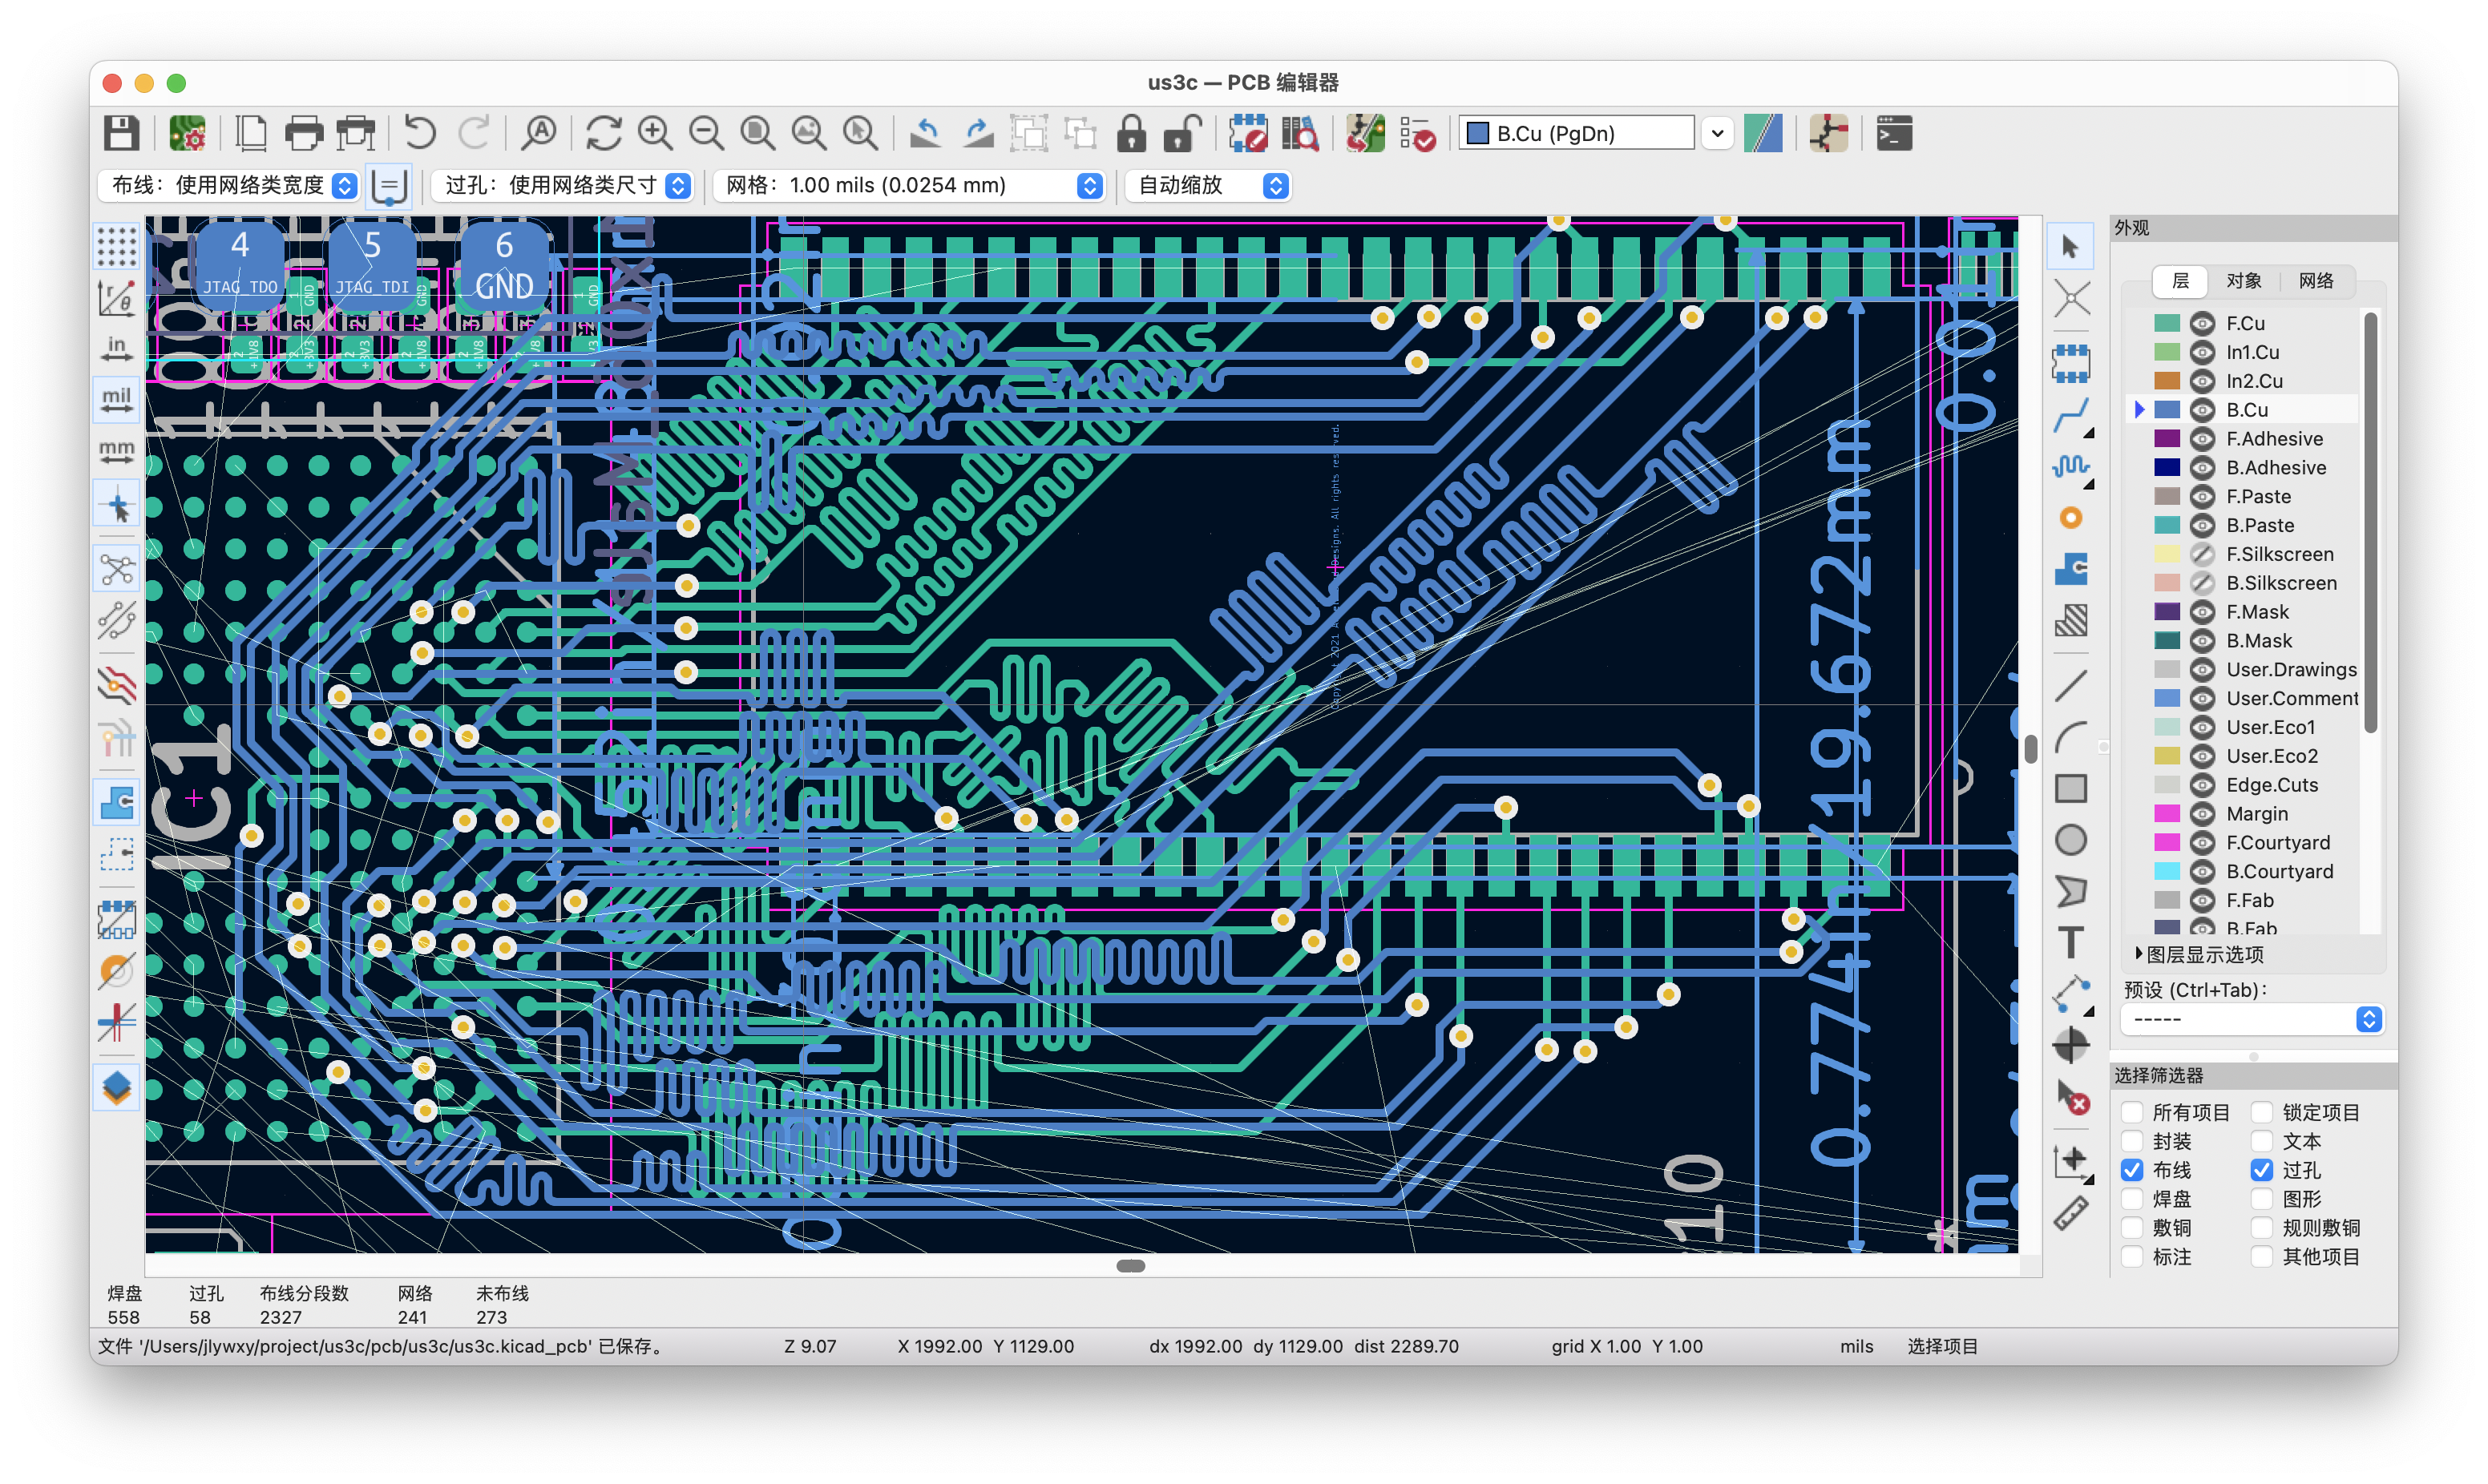 us3c — PCB 编辑器
B.Cu (PgDn)
布线：使用网络类宽度
过孔：使用网络类尺寸
网格：1.00 mils (0.0254 mm)
自动缩放
in
mil
mm
4
JTAG_TDO
5
JTAG_TDI
6
GND
GND
GND
+1V8
+3V3
+3V3
+1V8
+1V8
IC1
0.774in/19.672mm
10
外观
层
对象
网络
F.Cu
In1.Cu
In2.Cu
B.Cu
F.Adhesive
B.Adhesive
F.Paste
B.Paste
F.Silkscreen
B.Silkscreen
F.Mask
B.Mask
User.Drawings
User.Comment
User.Eco1
User.Eco2
Edge.Cuts
Margin
F.Courtyard
B.Courtyard
F.Fab
B.Fab
图层显示选项
预设 (Ctrl+Tab)：
-----
选择筛选器
所有项目
锁定项目
封装
文本
布线
过孔
焊盘
图形
敷铜
规则敷铜
标注
其他项目
焊盘 过孔 布线分段数 网络 未布线
558 58 2327 241 273
文件 '/Users/jlywxy/project/us3c/pcb/us3c/us3c.kicad_pcb' 已保存。
Z 9.07
X 1992.00 Y 1129.00
dx 1992.00 dy 1129.00 dist 2289.70
grid X 1.00 Y 1.00
mils
选择项目